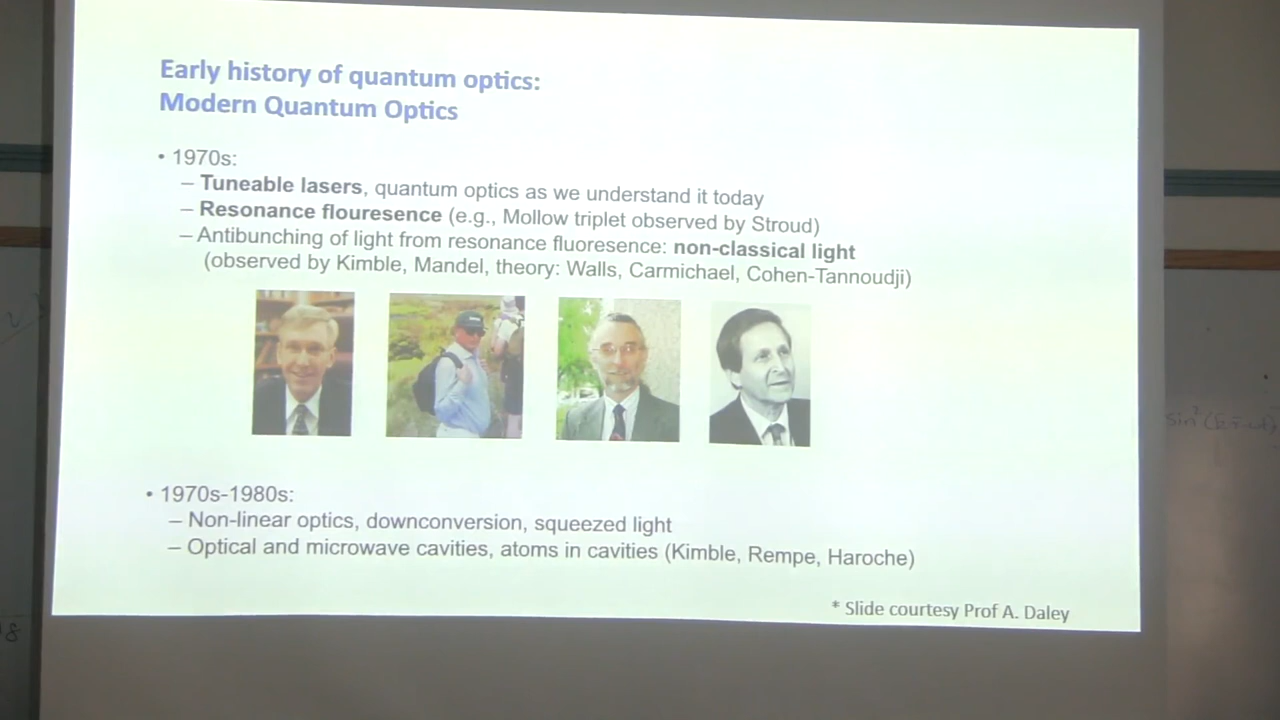 Early history of quantum optics:
Modern Quantum Optics
• 1970s:
– Tuneable lasers, quantum optics as we understand it today
– Resonance flouresence (e.g., Mollow triplet observed by Stroud)
– Antibunching of light from resonance fluoresence: non-classical light
(observed by Kimble, Mandel, theory: Walls, Carmichael, Cohen-Tannoudji)
• 1970s-1980s:
– Non-linear optics, downconversion, squeezed light
– Optical and microwave cavities, atoms in cavities (Kimble, Rempe, Haroche)
* Slide courtesy Prof A. Daley